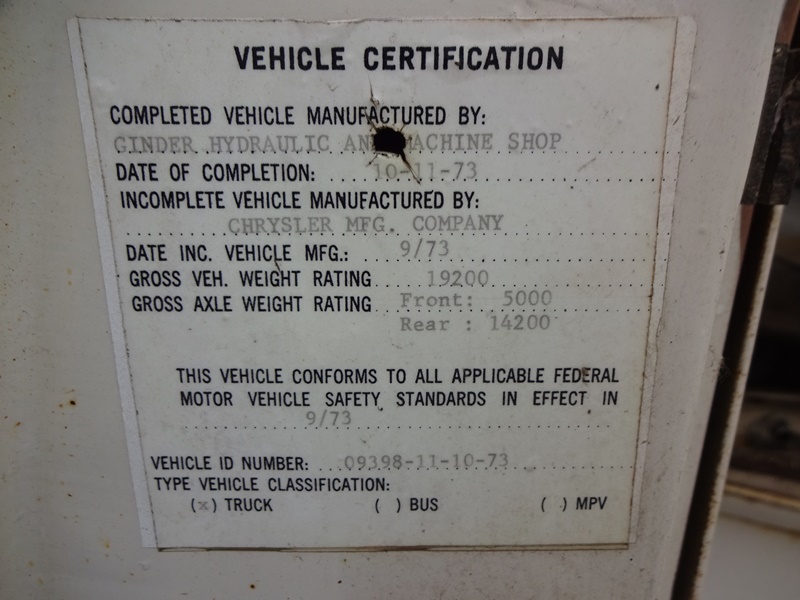 VEHICLE CERTIFICATION
COMPLETED VEHICLE MANUFACTURED BY:
GINDER HYDRAULIC AND MACHINE SHOP
DATE OF COMPLETION: .... 10-11-73
INCOMPLETE VEHICLE MANUFACTURED BY:
CHRYSLER MFG. COMPANY
DATE INC. VEHICLE MFG.: ... 9/73
GROSS VEH. WEIGHT RATING .... 19200
GROSS AXLE WEIGHT RATING .. Front: 5000
Rear : 14200
THIS VEHICLE CONFORMS TO ALL APPLICABLE FEDERAL
MOTOR VEHICLE SAFETY STANDARDS IN EFFECT IN
9/73
VEHICLE ID NUMBER: ...09398-11-10-73
TYPE VEHICLE CLASSIFICATION:
(x) TRUCK ( ) BUS ( ) MPV